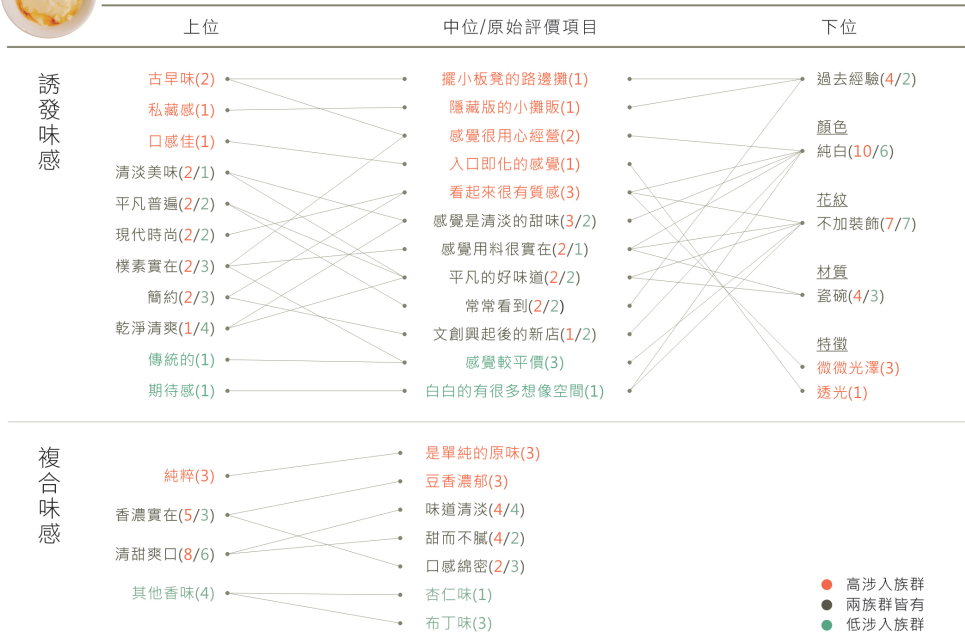 上位
中位/原始評價項目
下位
誘發味感
古早味(2)
私藏感(1)
口感佳(1)
清淡美味(2/1)
平凡普遍(2/2)
現代時尚(2/2)
樸素實在(2/3)
簡約(2/3)
乾淨清爽(1/4)
傳統的(1)
期待感(1)
擺小板凳的路邊攤(1)
隱藏版的小攤販(1)
感覺很用心經營(2)
入口即化的感覺(1)
看起來很有質感(3)
感覺是清淡的甜味(3/2)
感覺用料很實在(2/1)
平凡的好味道(2/2)
常常看到(2/2)
文創興起後的新店(1/2)
感覺較平價(3)
白白的有很多想像空間(1)
過去經驗(4/2)
顏色
純白(10/6)
花紋
不加裝飾(7/7)
材質
瓷碗(4/3)
特徵
微微光澤(3)
透光(1)
複合味感
純粹(3)
香濃實在(5/3)
清甜爽口(8/6)
其他香味(4)
是單純的原味(3)
豆香濃郁(3)
味道清淡(4/4)
甜而不膩(4/2)
口感綿密(2/3)
杏仁味(1)
布丁味(3)
高涉入族群
兩族群皆有
低涉入族群